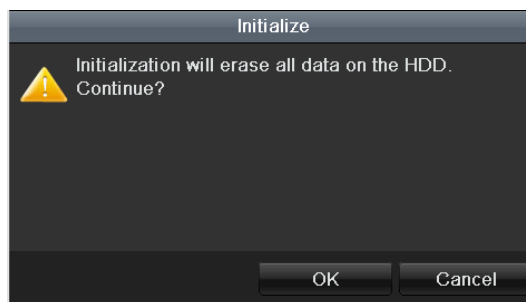 Initialize
Initialization will erase all data on the HDD.
Continue?
OK
Cancel